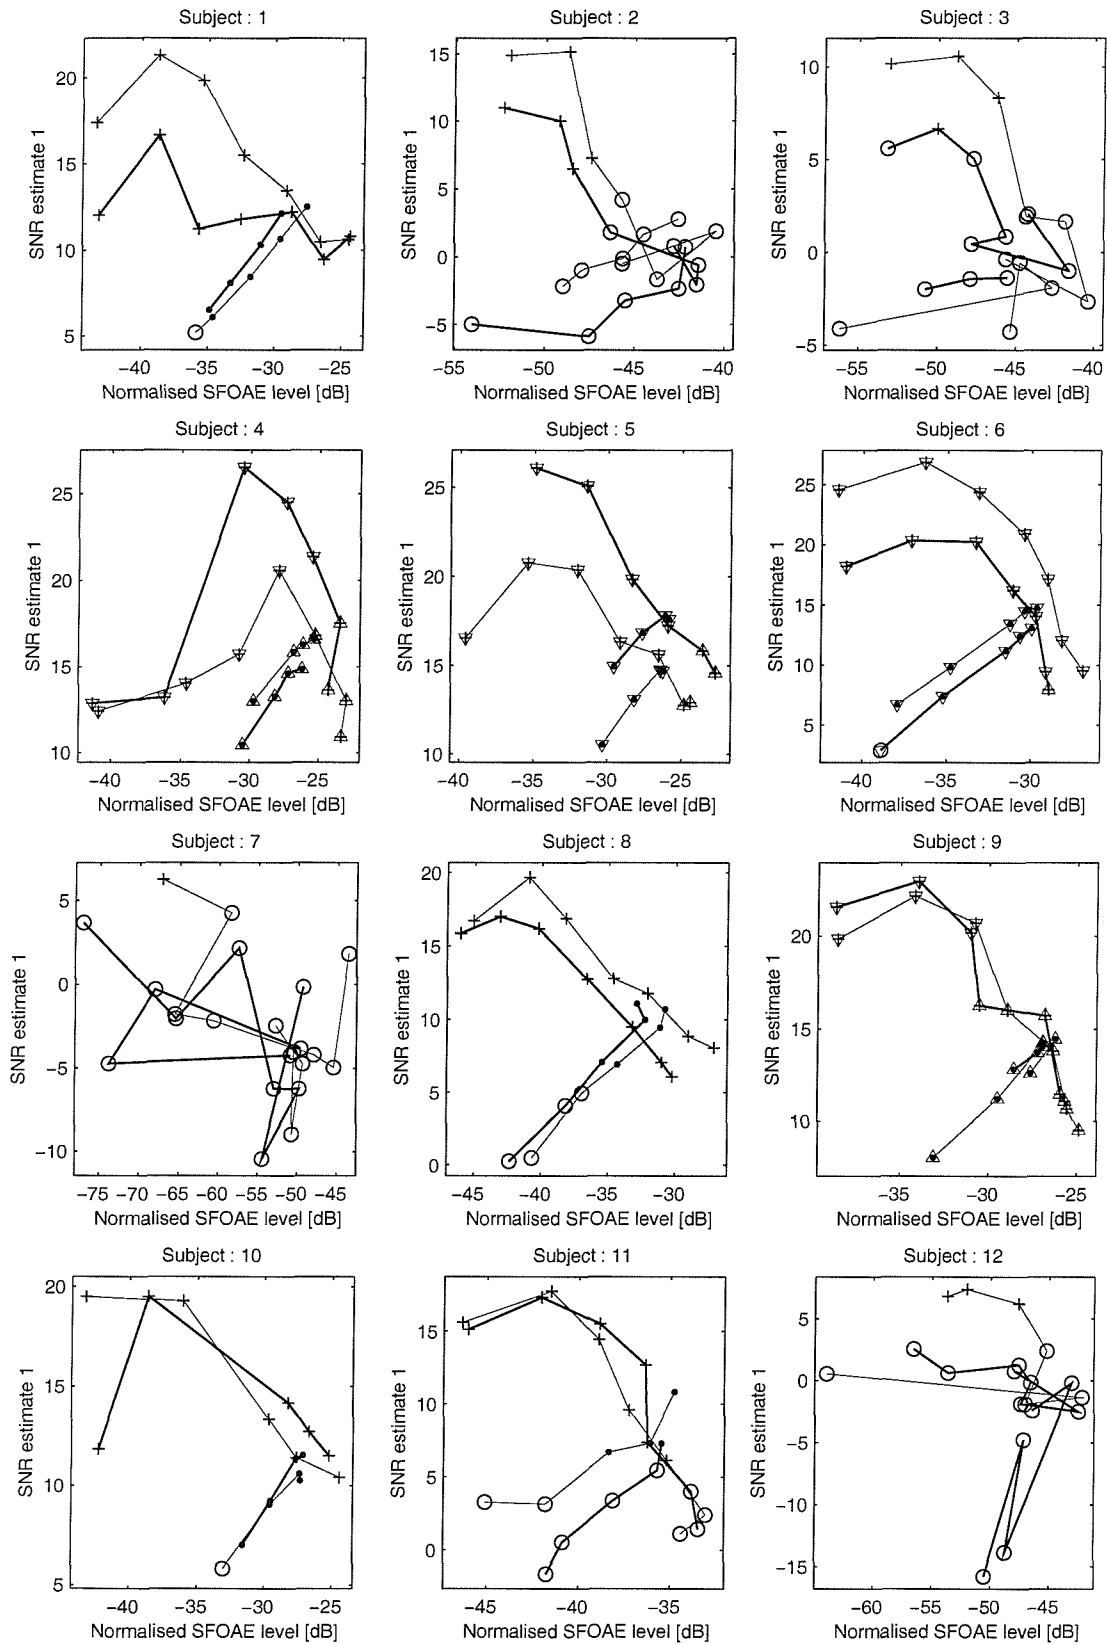 Subject : 1
Subject : 2
Subject : 3
20
15
10
5
SNR estimate 1
−40
−35
−30
−25
Normalised SFOAE level [dB]
15
10
5
0
−5
SNR estimate 1
−55
−50
−45
−40
Normalised SFOAE level [dB]
10
5
0
−5
SNR estimate 1
−55
−50
−45
−40
Normalised SFOAE level [dB]
Subject : 4
Subject : 5
Subject : 6
25
20
15
10
SNR estimate 1
−40
−35
−30
−25
Normalised SFOAE level [dB]
25
20
15
10
SNR estimate 1
−40
−35
−30
−25
Normalised SFOAE level [dB]
25
20
15
10
5
SNR estimate 1
−40
−35
−30
Normalised SFOAE level [dB]
Subject : 7
Subject : 8
Subject : 9
5
0
−5
−10
SNR estimate 1
−75
−70
−65
−60
−55
−50
−45
Normalised SFOAE level [dB]
20
15
10
5
0
SNR estimate 1
−45
−40
−35
−30
Normalised SFOAE level [dB]
20
15
10
SNR estimate 1
−35
−30
−25
Normalised SFOAE level [dB]
Subject : 10
Subject : 11
Subject : 12
20
15
10
5
SNR estimate 1
−40
−35
−30
−25
Normalised SFOAE level [dB]
15
10
5
0
SNR estimate 1
−45
−40
−35
Normalised SFOAE level [dB]
5
0
−5
−10
−15
SNR estimate 1
−60
−55
−50
−45
Normalised SFOAE level [dB]